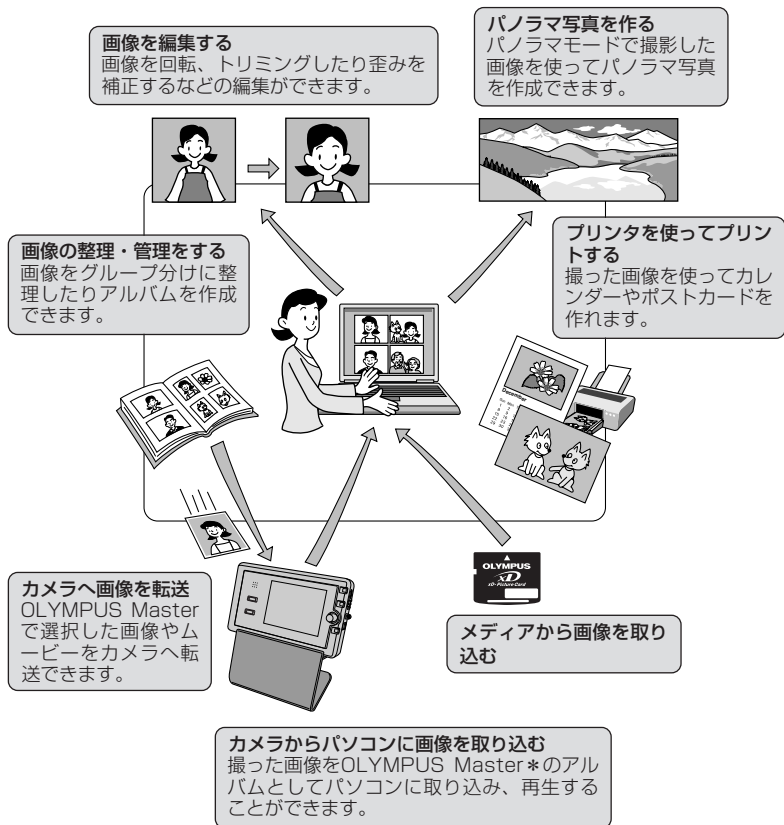 画像を編集する
画像を回転、トリミングしたり歪みを
補正するなどの編集ができます。
パノラマ写真を作る
パノラマモードで撮影した
画像を使ってパノラマ写真
を作成できます。
画像の整理・管理をする
画像をグループ分けに整
理したりアルバムを作成
できます。
プリンタを使ってプリン
トする
撮った画像を使ってカレ
ンダーやポストカードを
作れます。
December
OLYMPUS
xD
xD-Picture Card
カメラへ画像を転送
OLYMPUS Master
で選択した画像やム
ービーをカメラへ転
送できます。
メディアから画像を取り
込む
カメラからパソコンに画像を取り込む
撮った画像をOLYMPUS Master＊のアル
バムとしてパソコンに取り込み、再生する
ことができます。